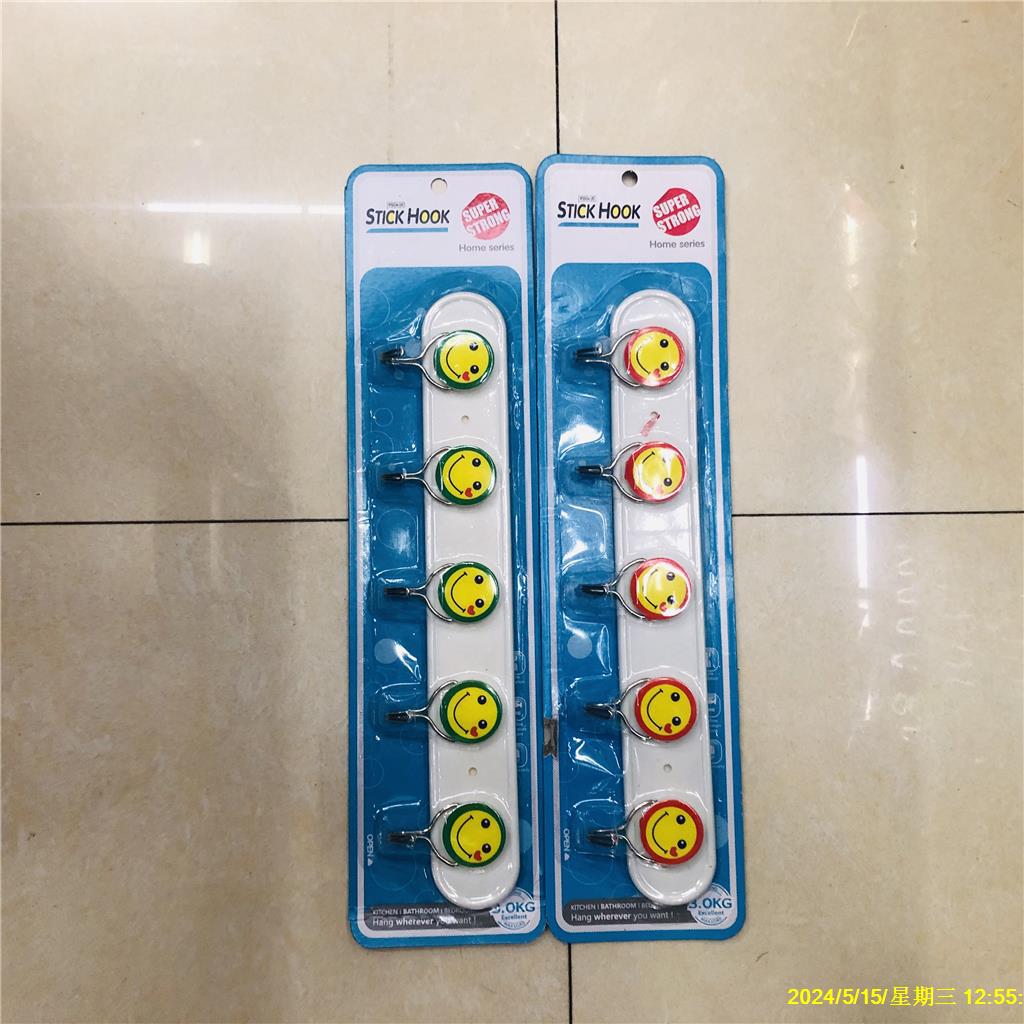 STICK HOOK
SUPER
STRONG
Home series
OPEN
KITCHEN | BATHROOM |
Hang wherever you want !
3.0KG
Excellent
STICK HOOK
SUPER
STRONG
Home series
OPEN
KITCHEN | BATHROOM |
Hang wherever you want !
3.0KG
Excellent
2024/5/15/星期三 12:55: